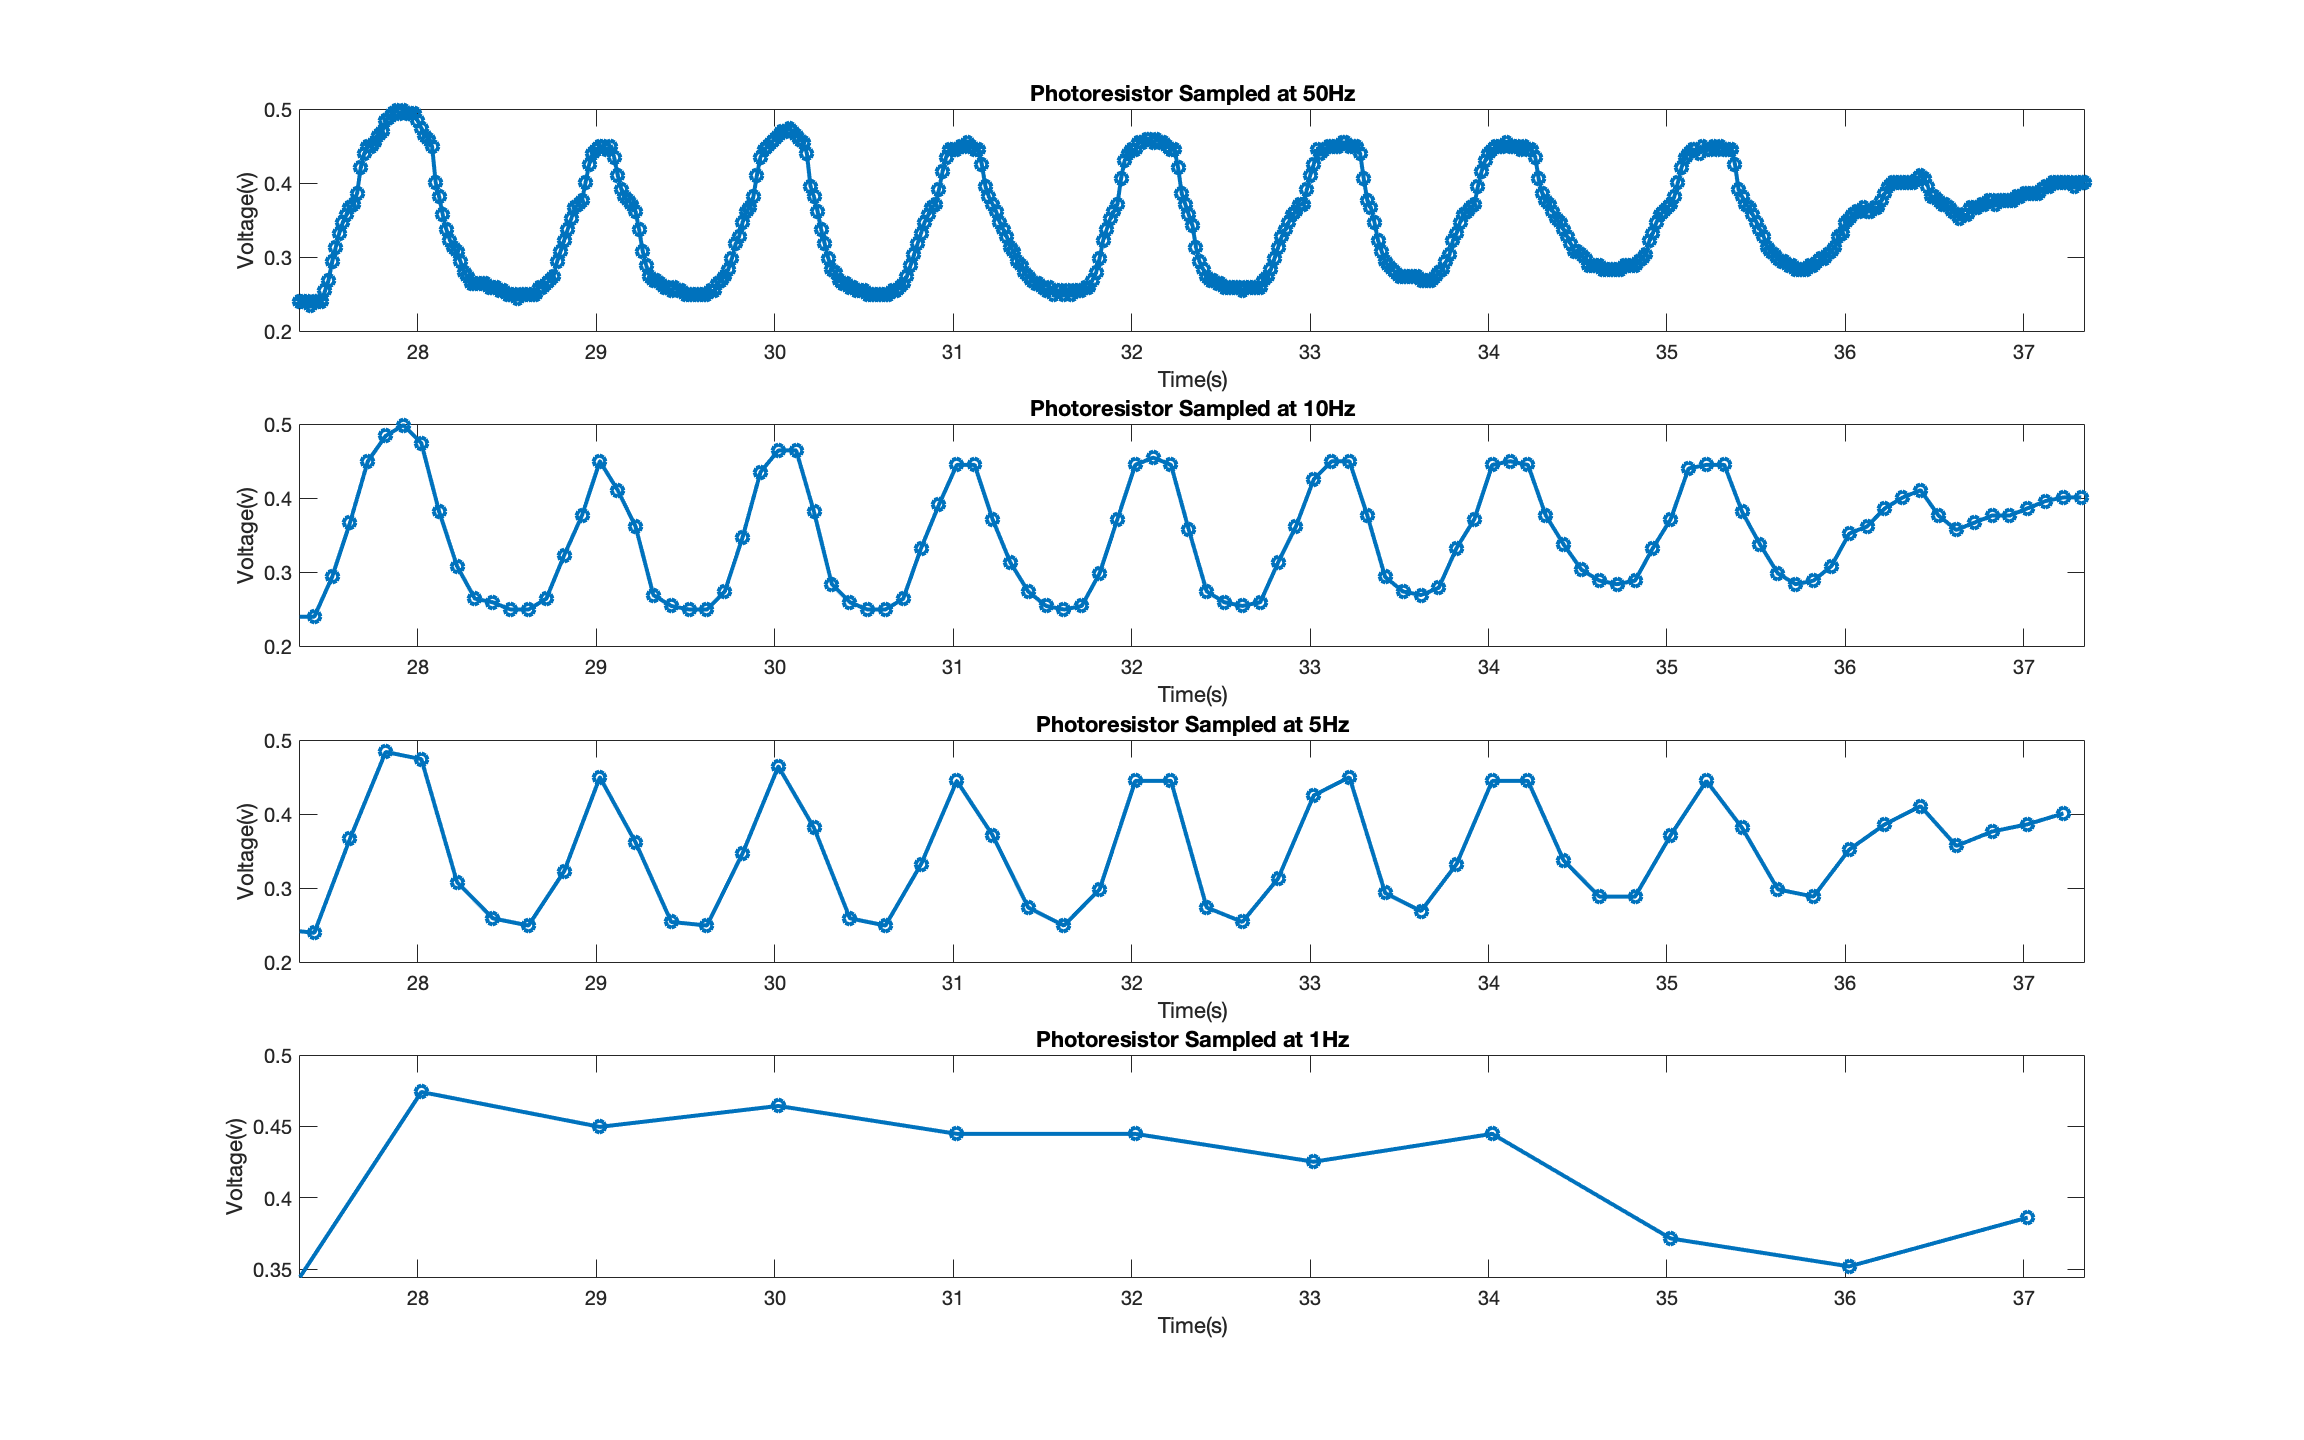 Photoresistor Sampled at 50Hz
0.5
0.4
0.3
0.2
Voltage(v)
28 29 30 31 32 33 34 35 36 37
Time(s)
Photoresistor Sampled at 10Hz
0.5
0.4
0.3
0.2
Voltage(v)
28 29 30 31 32 33 34 35 36 37
Time(s)
Photoresistor Sampled at 5Hz
0.5
0.4
0.3
0.2
Voltage(v)
28 29 30 31 32 33 34 35 36 37
Time(s)
Photoresistor Sampled at 1Hz
0.5
0.45
0.4
0.35
Voltage(v)
28 29 30 31 32 33 34 35 36 37
Time(s)